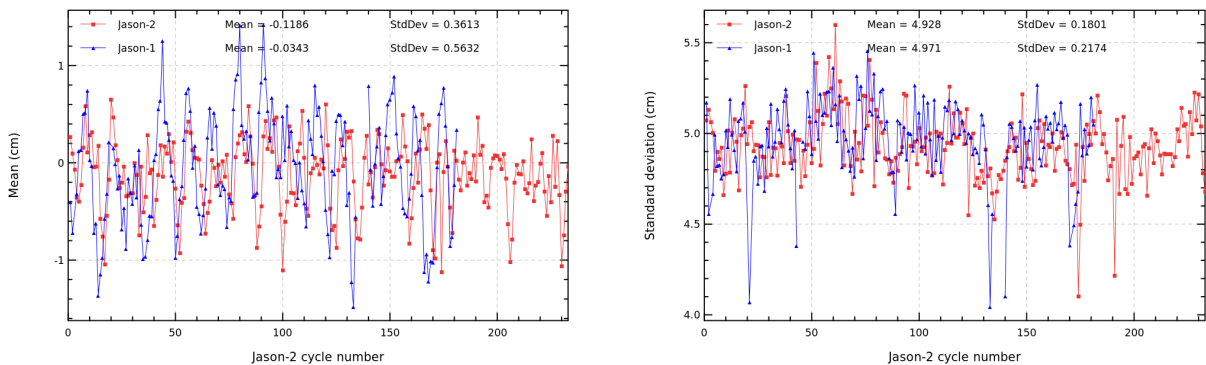 Jason-2 Mean = -0.1186 StdDev = 0.3613
Jason-1 Mean = -0.0343 StdDev = 0.5632
1
0
-1
Mean (cm)
0 50 100 150 200
Jason-2 cycle number
Jason-2 Mean = 4.928 StdDev = 0.1801
Jason-1 Mean = 4.971 StdDev = 0.2174
5.5
5.0
4.5
4.0
Standard deviation (cm)
0 50 100 150 200
Jason-2 cycle number